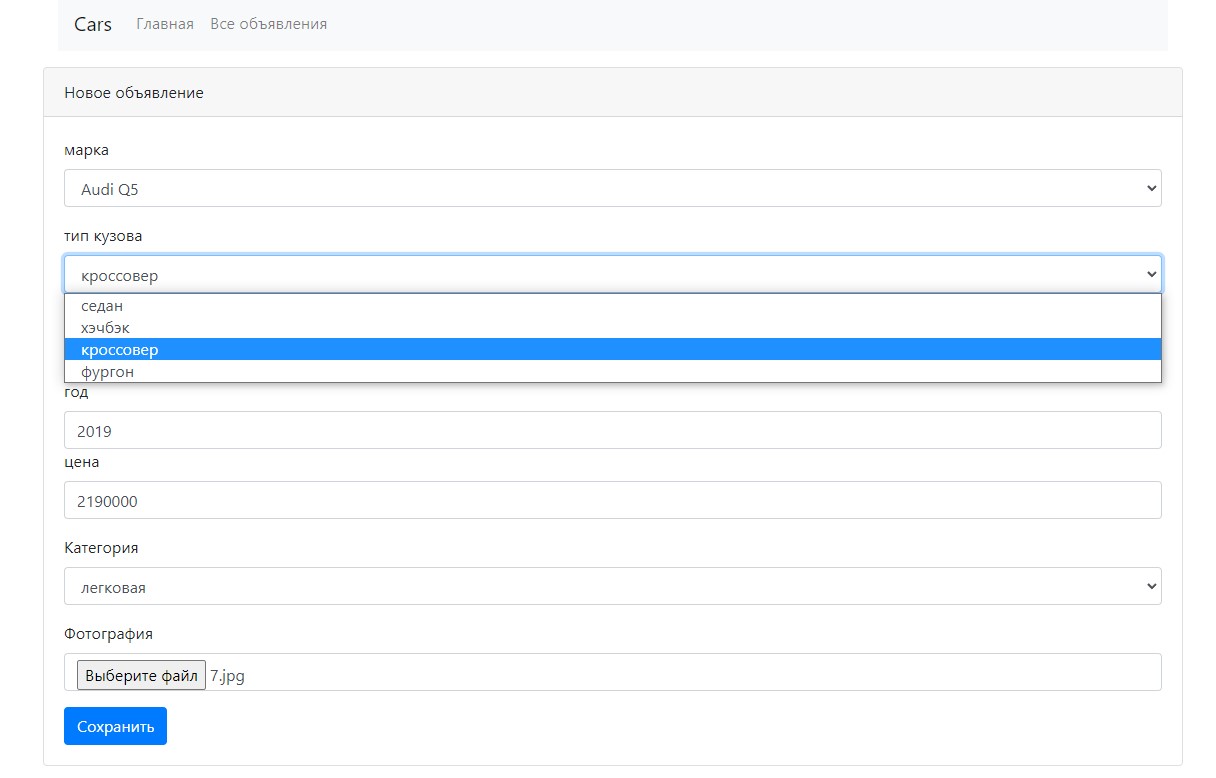 Cars Главная Все объявления
Новое объявление
марка
Audi Q5
тип кузова
кроссовер
седан
хэчбэк
кроссовер
фургон
год
2019
цена
2190000
Категория
легковая
Фотография
Выберите файл 7.jpg
Сохранить